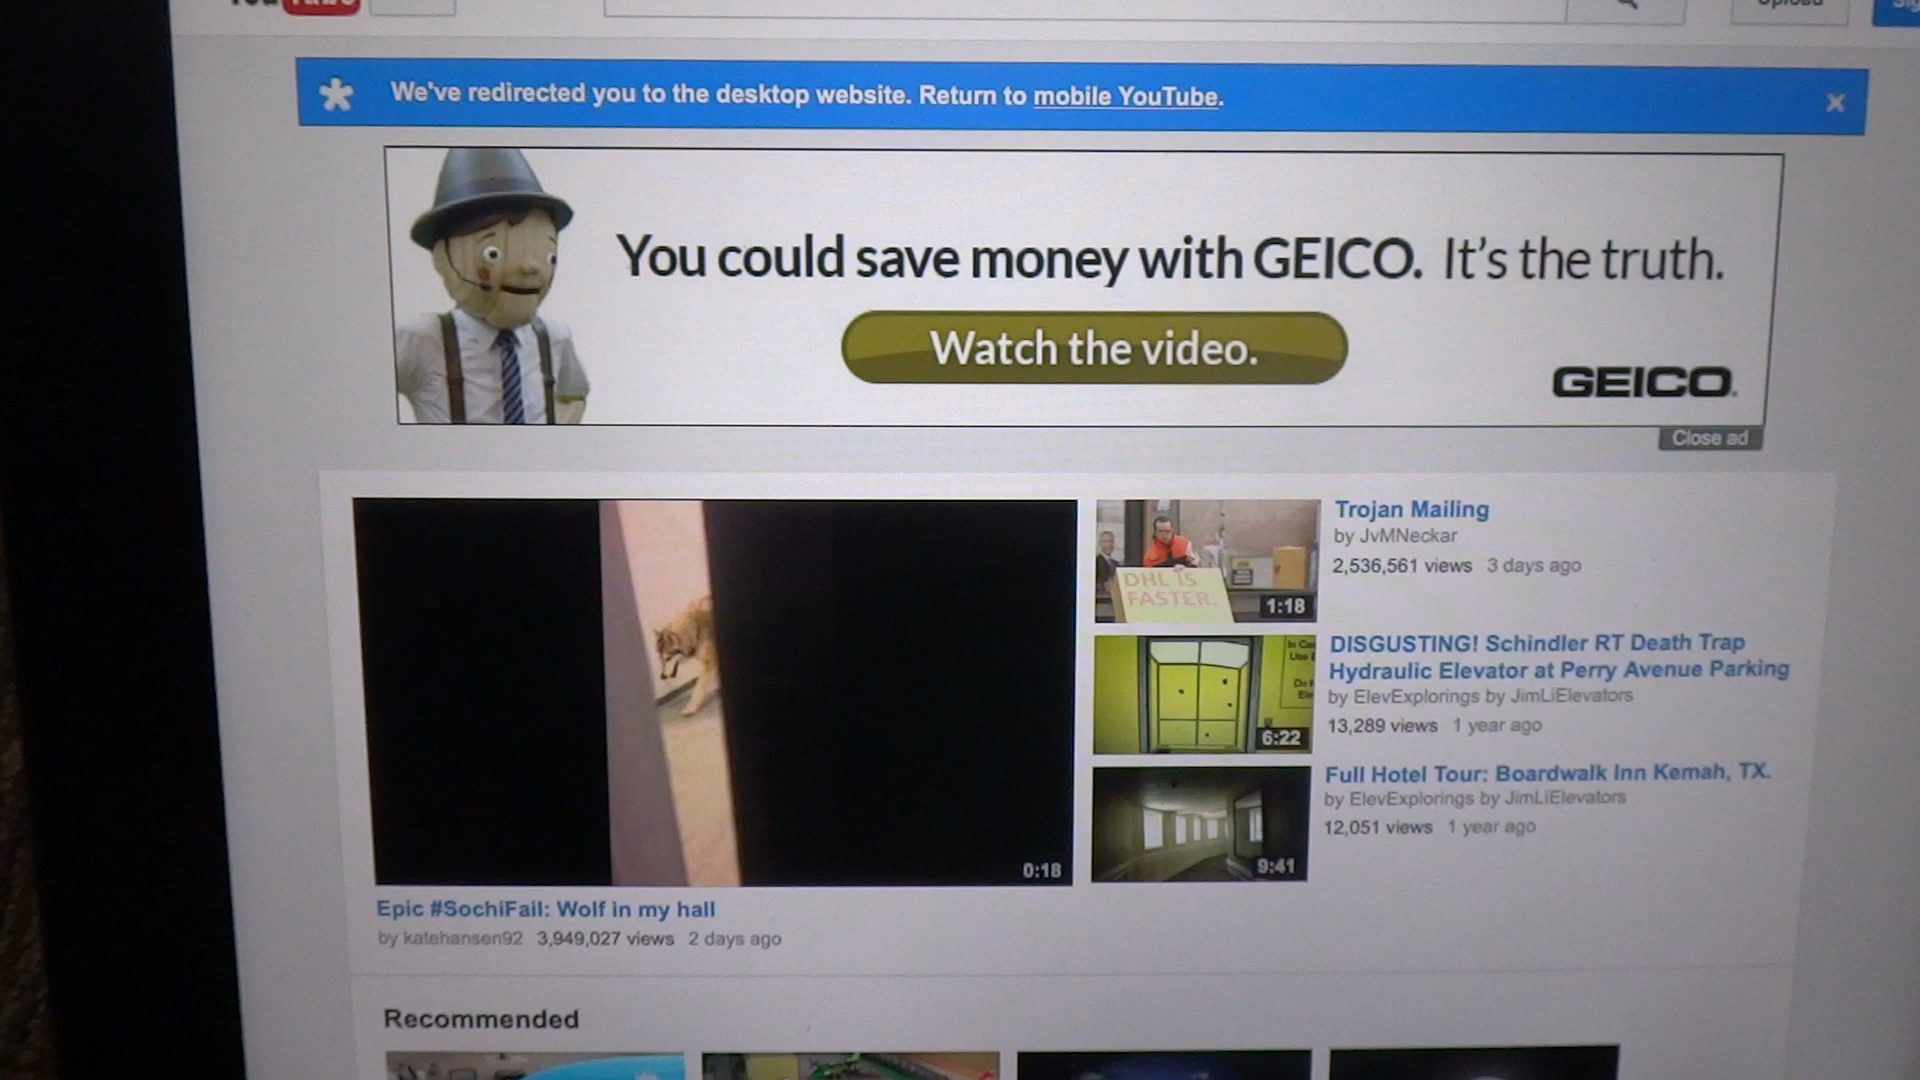 YouTube
Upload
We've redirected you to the desktop website. Return to mobile YouTube.
You could save money with GEICO. It's the truth.
Watch the video.
GEICO
Close ad
DHL IS
FASTER.
1:18
Trojan Mailing
by JvMNeckar
2,536,561 views 3 days ago
6:22
DISGUSTING! Schindler RT Death Trap
Hydraulic Elevator at Perry Avenue Parking
by ElevExplorings by JimLiElevators
13,289 views 1 year ago
9:41
Full Hotel Tour: Boardwalk Inn Kemah, TX.
by ElevExplorings by JimLiElevators
12,051 views 1 year ago
0:18
Epic #SochiFail: Wolf in my hall
by katehansen92 3,949,027 views 2 days ago
Recommended